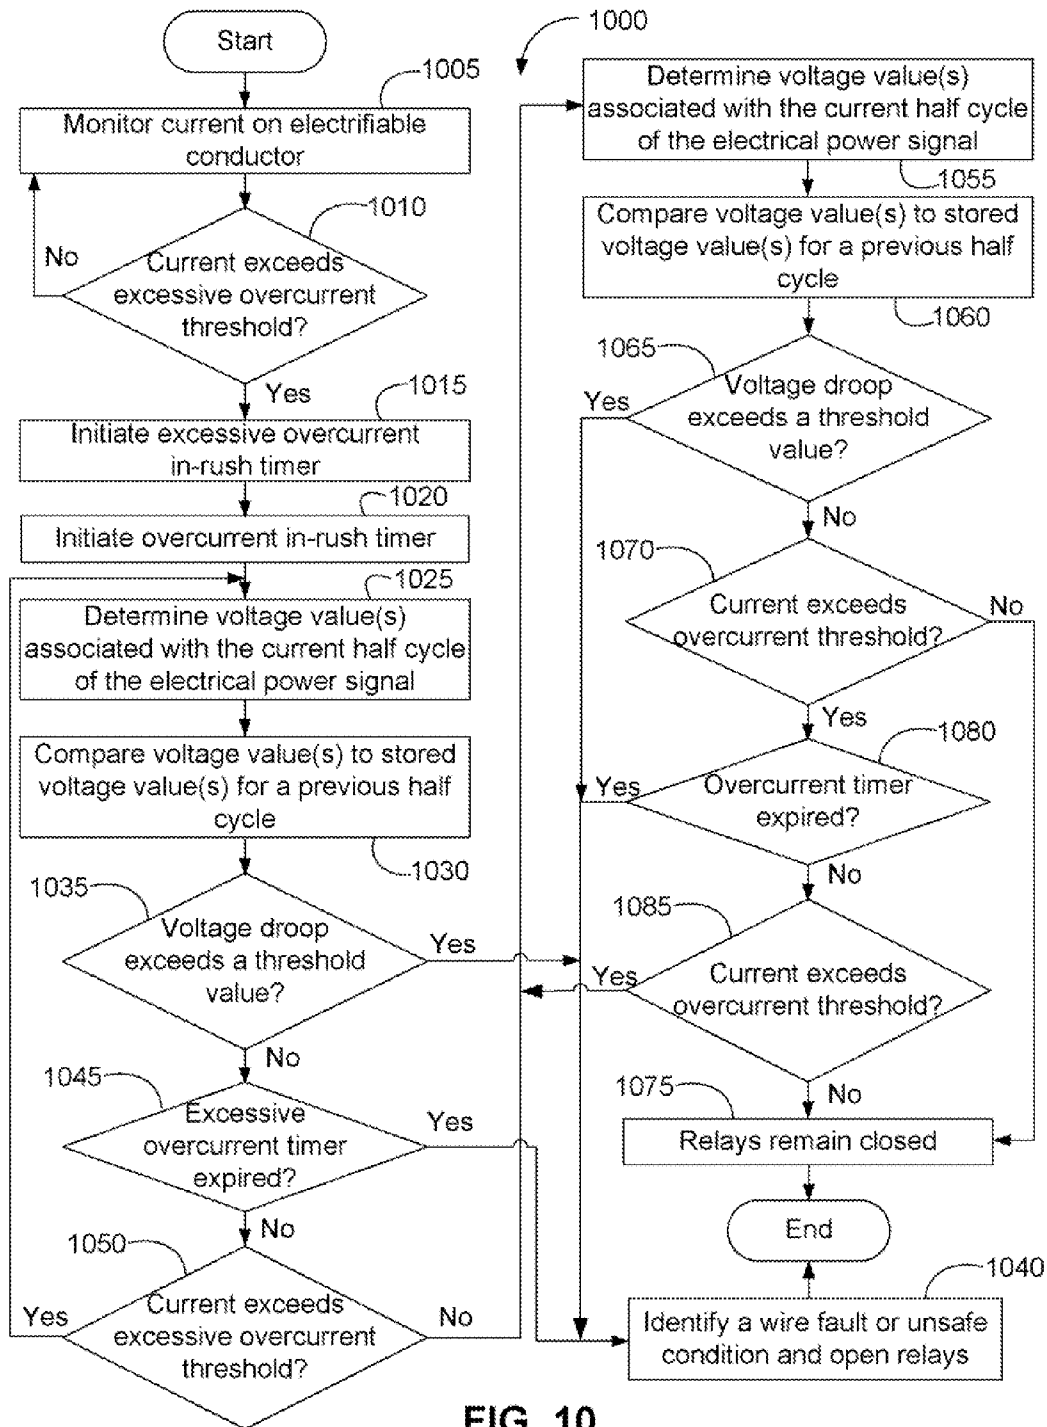 Start
1000
1005
Monitor current on electrifiable
conductor
1010
No
Current exceeds
excessive overcurrent
threshold?
Yes
1015
Initiate excessive overcurrent
in-rush timer
1020
Initiate overcurrent in-rush timer
1025
Determine voltage value(s)
associated with the current half cycle
of the electrical power signal
Compare voltage value(s) to stored
voltage value(s) for a previous half
cycle
1030
1035
Voltage droop
exceeds a threshold
value?
Yes
No
1045
Excessive
overcurrent timer
expired?
Yes
No
1050
Yes
Current exceeds
excessive overcurrent
threshold?
No
Determine voltage value(s)
associated with the current half cycle
of the electrical power signal
1055
Compare voltage value(s) to stored
voltage value(s) for a previous half
cycle
1060
1065
Yes
Voltage droop
exceeds a threshold
value?
No
1070
Current exceeds
overcurrent threshold?
No
Yes
1080
Yes
Overcurrent timer
expired?
No
1085
Yes
Current exceeds
overcurrent threshold?
No
1075
Relays remain closed
End
1040
Identify a wire fault or unsafe
condition and open relays
FIG. 10